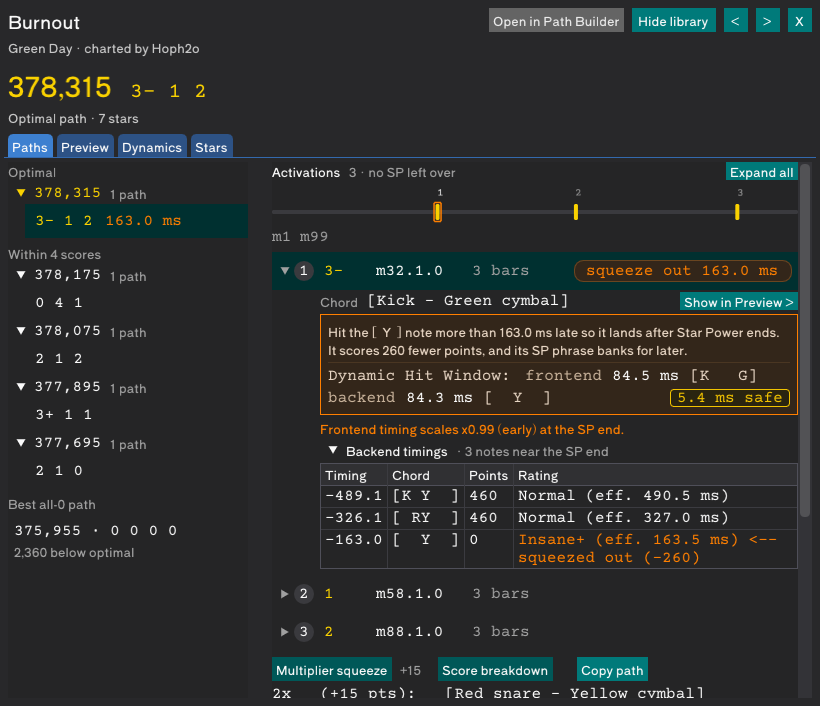 Burnout
Open in Path Builder
Hide library
<
>
X
Green Day · charted by Hoph2o
378,315 3- 1 2
Optimal path · 7 stars
Paths
Preview
Dynamics
Stars
Optimal
▼ 378,315 1 path
3- 1 2 163.0 ms
Within 4 scores
▼ 378,175 1 path
0 4 1
▼ 378,075 1 path
2 1 2
▼ 377,895 1 path
3+ 1 1
▼ 377,695 1 path
2 1 0
Best all-0 path
375,955 · 0 0 0 0
2,360 below optimal
Activations 3 · no SP left over
Expand all
1 2 3
m1 m99
▼ 1 3- m32.1.0 3 bars squeeze out 163.0 ms
Chord [Kick - Green cymbal]
Show in Preview >
Hit the [ Y ] note more than 163.0 ms late so it lands after Star Power ends.
It scores 260 fewer points, and its SP phrase banks for later.
Dynamic Hit Window: frontend 84.5 ms [K G]
backend 84.3 ms [ Y ] 5.4 ms safe
Frontend timing scales x0.99 (early) at the SP end.
▼ Backend timings · 3 notes near the SP end
Timing Chord Points Rating
-489.1 [K Y ] 460 Normal (eff. 490.5 ms)
-326.1 [ RY ] 460 Normal (eff. 327.0 ms)
-163.0 [ Y ] 0 Insane+ (eff. 163.5 ms) <--
squeezed out (-260)
▶ 2 1 m58.1.0 3 bars
▶ 3 2 m88.1.0 3 bars
Multiplier squeeze +15
Score breakdown
Copy path
2x (+15 pts): [Red snare - Yellow cymbal]